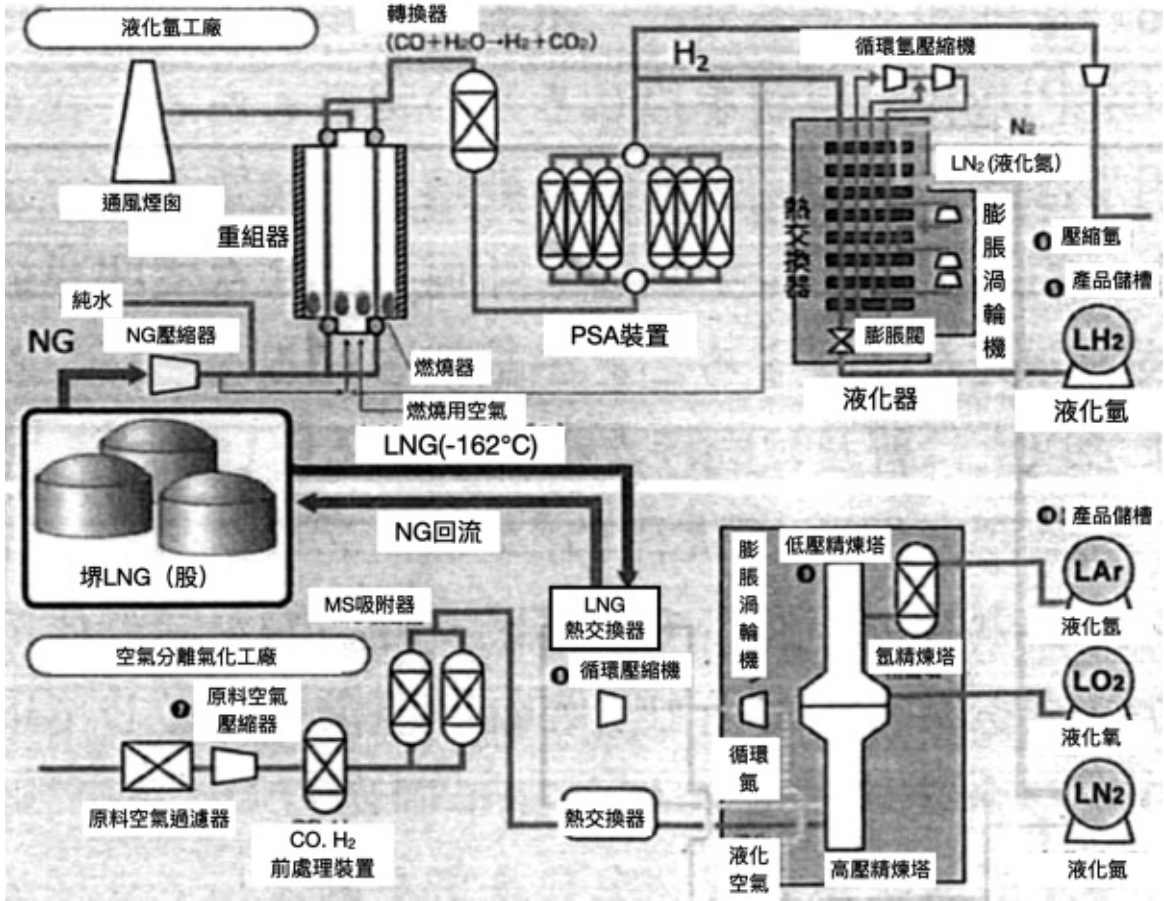 液化氫工廠
轉換器
(CO+H₂O→H₂+CO₂)
H₂
循環氫壓縮機
N₂
LN₂ (液化氮)
通風煙囪
重組器
熱交換器
膨脹渦輪機
壓縮氫
產品儲槽
純水
NG
NG壓縮器
PSA裝置
膨脹閥
LH₂
燃燒器
燃燒用空氣
液化器
液化氫
LNG(-162°C)
NG回流
堺LNG（股）
MS吸附器
LNG
熱交換器
膨脹渦輪機
低壓精煉塔
產品儲槽
LAr
液化氬
空氣分離氣化工廠
循環壓縮機
氬精煉塔
原料空氣
壓縮器
LO₂
液化氧
循環氮
原料空氣過濾器
CO. H₂
前處理裝置
熱交換器
液化空氣
高壓精煉塔
LN₂
液化氮